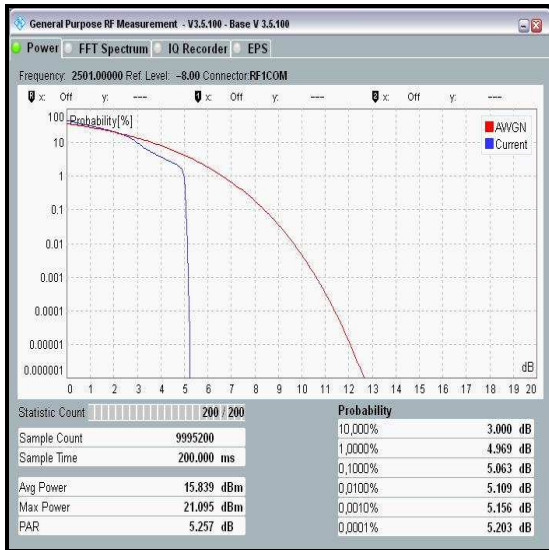 General Purpose RF Measurement - V3.5.100 - Base V 3.5.100
Power FFT Spectrum IQ Recorder EPS
Frequency: 2501.00000 Ref. Level: -8.00 Connector:RF1COM
x: Off y: --- 1 x: Off y: --- 2 x: Off y: ---
Probability[%]
AWGN
Current
100
10
1
0.1
0.01
0.001
0.0001
0.00001
0.000001
dB
0 1 2 3 4 5 6 7 8 9 10 11 12 13 14 15 16 17 18 19 20
Statistic Count 200 / 200
Sample Count 9995200
Sample Time 200.000 ms
Avg Power 15.839 dBm
Max Power 21.095 dBm
PAR 5.257 dB
Probability
10,000% 3.000 dB
1,0000% 4.969 dB
0,1000% 5.063 dB
0,0100% 5.109 dB
0,0010% 5.156 dB
0,0001% 5.203 dB